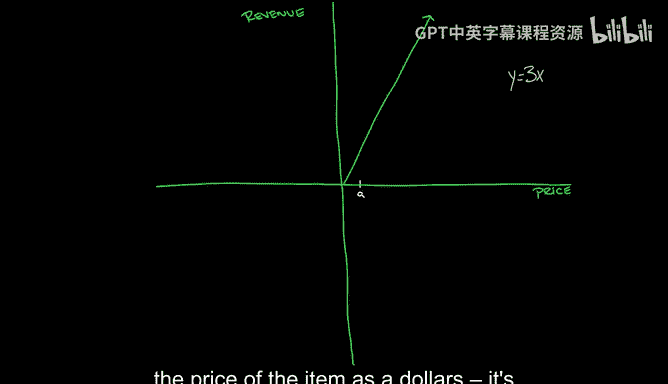 REVENUE
GPT中英字幕课程资源 bilibili
y=3x
PRICE
a
the price of the item as a dollars – it's